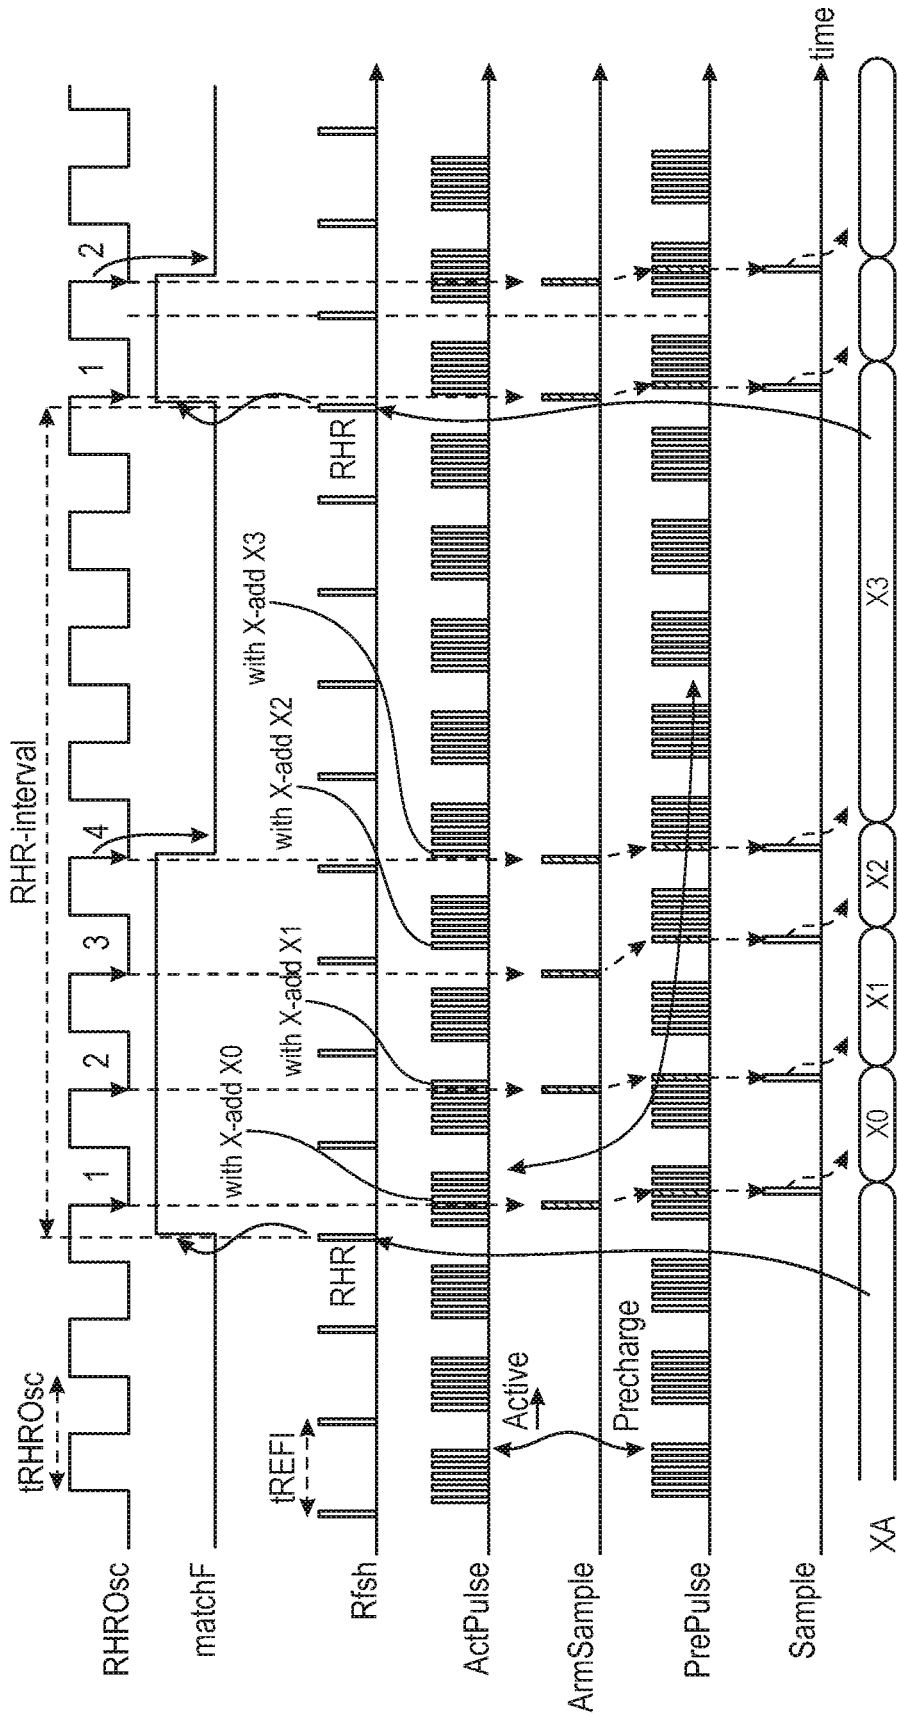 RHR-interval
tRHROsc
RHROsc
1
2
3
4
1
2
matchF
with X-add X0
with X-add X1
with X-add X2
with X-add X3
tREFI
RHR
RHR
Rfsh
ActPulse
Active
ArmSample
Precharge
PrePulse
Sample
time
XA
X0
X1
X2
X3